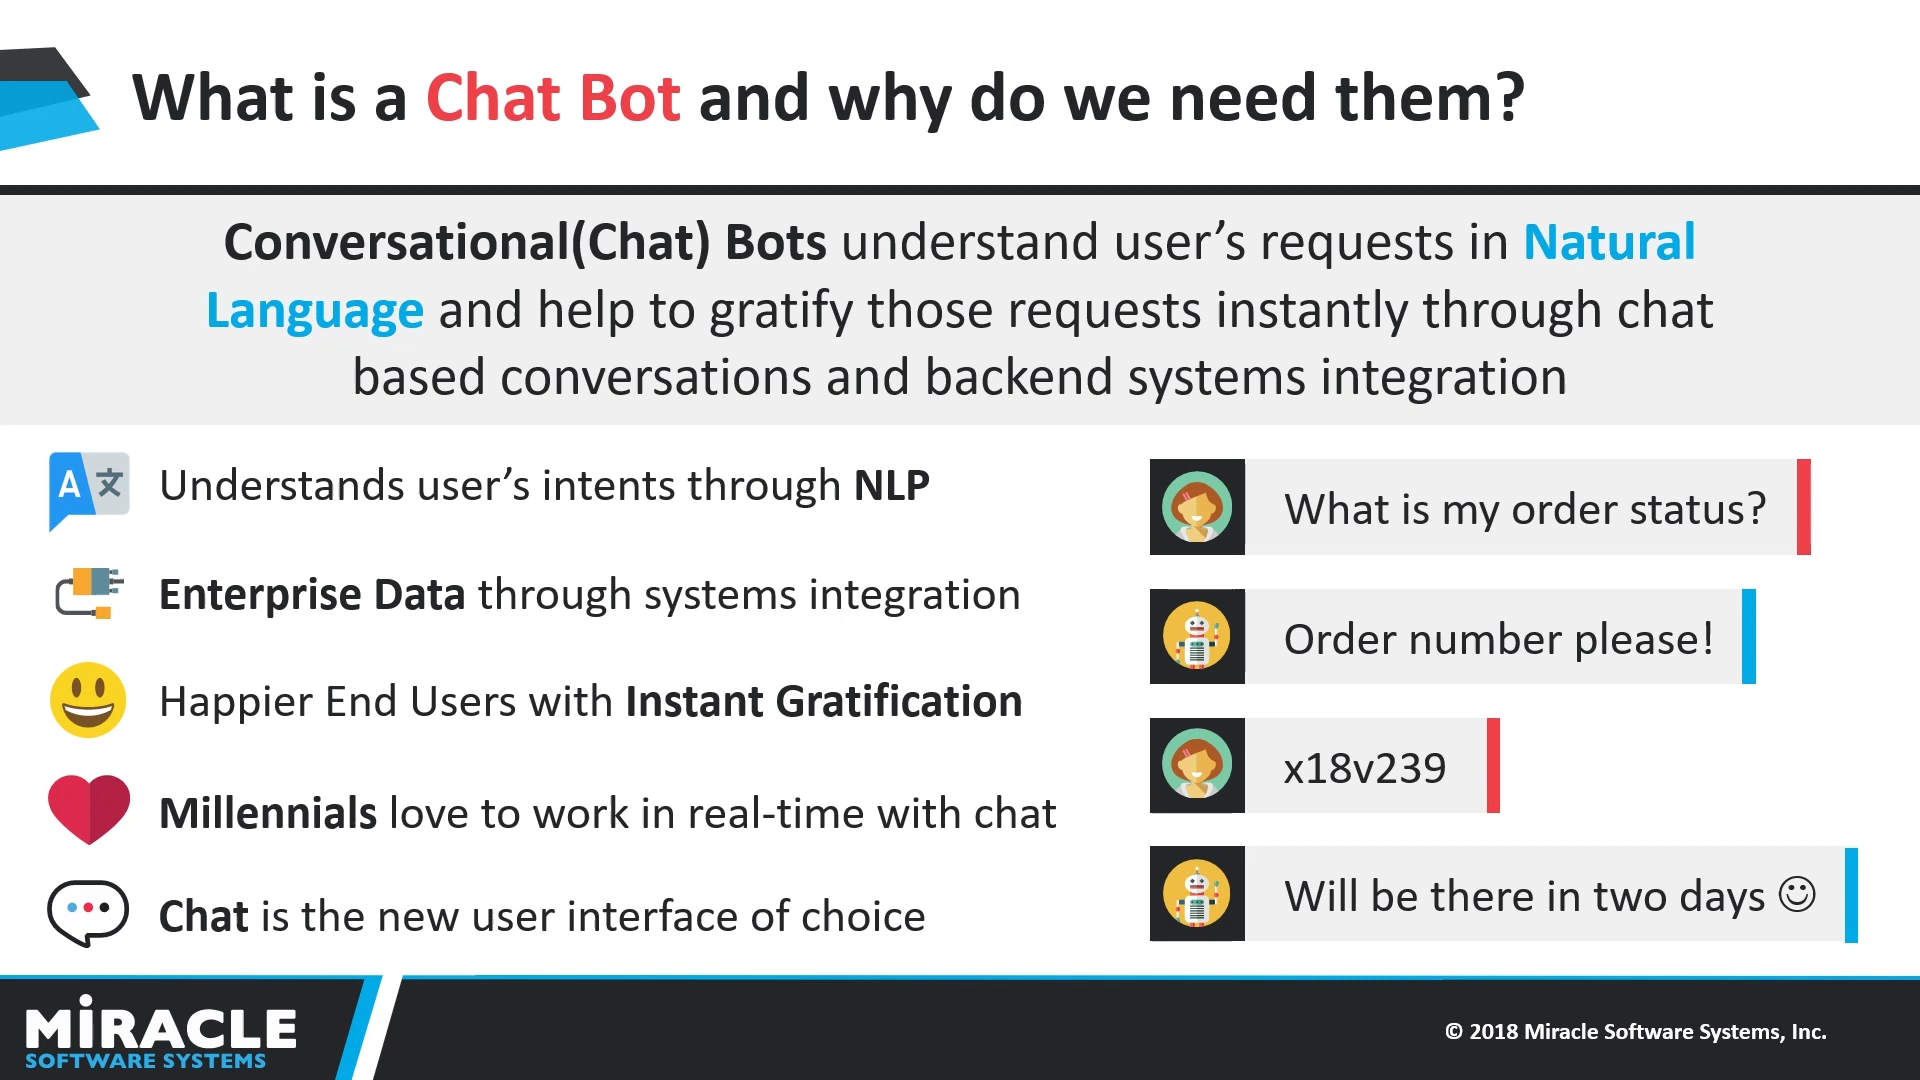 What is a Chat Bot and why do we need them?
Conversational(Chat) Bots understand user’s requests in Natural
Language and help to gratify those requests instantly through chat
based conversations and backend systems integration
A 文
Understands user’s intents through NLP
Enterprise Data through systems integration
Happier End Users with Instant Gratification
Millennials love to work in real-time with chat
Chat is the new user interface of choice
What is my order status?
Order number please!
x18v239
Will be there in two days ☺
MiRACLE
SOFTWARE SYSTEMS
© 2018 Miracle Software Systems, Inc.